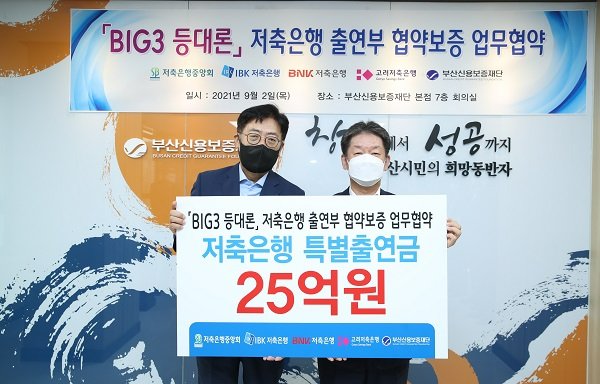 「BIG3 등대론」 저축은행 출연부 협약보증 업무협약
저축은행중앙회 IBK 저축은행 BNK 저축은행 고려저축은행 부산신용보증재단
일시 : 2021년 9월 2일(목) 장소 : 부산신용보증재단 본점 7층 회의실
부산신용보증재
BUSAN CREDIT GUARANTEE FOU
창 에서 성공까지
산시민의 희망동반자
「BIG3 등대론」 저축은행 출연부 협약보증 업무협약
저축은행 특별출연금
25억원
저축은행중앙회 IBK 저축은행 BNK 저축은행 고려저축은행 부산신용보증재단